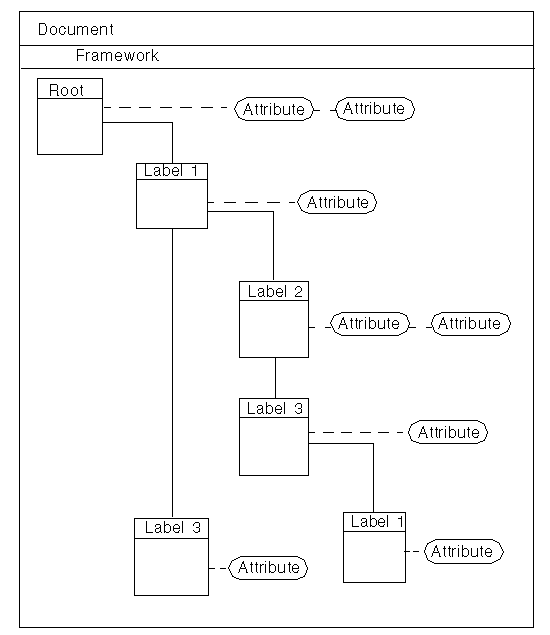 Document
Framework
Root
Attribute Attribute
Label 1
Attribute
Label 2
Attribute Attribute
Label 3
Attribute
Label 1
Label 3
Attribute
Attribute